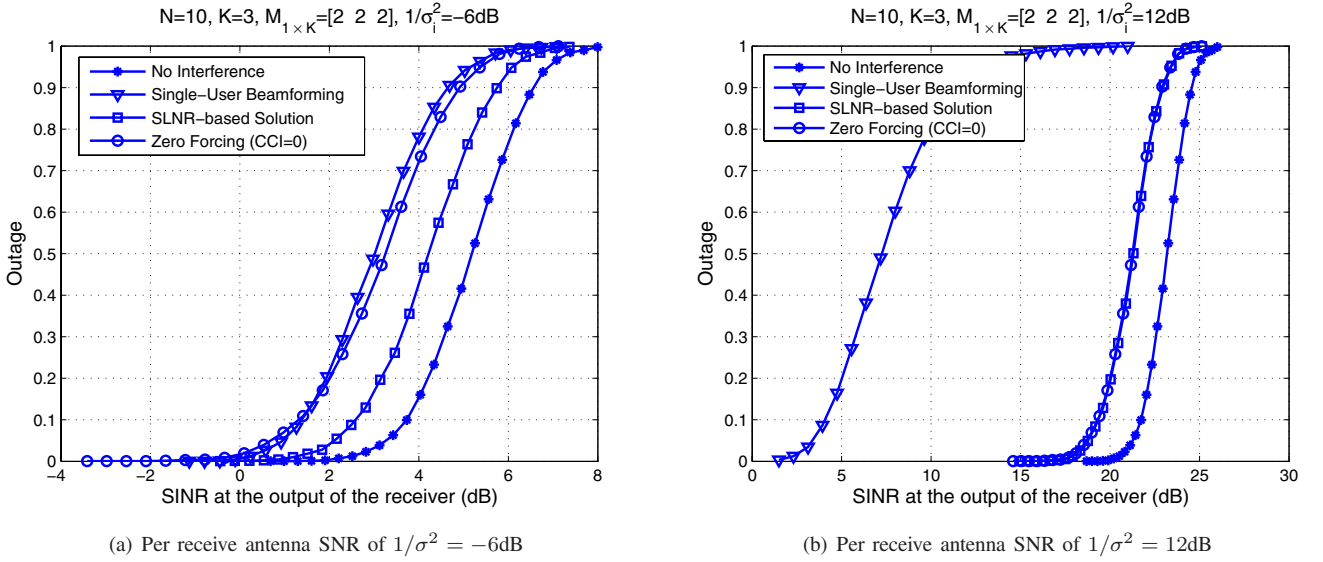 N=10, K=3, M1×K=[2 2 2], 1/σi²=−6dB
1
0.9
0.8
0.7
0.6
0.5
0.4
0.3
0.2
0.1
0
Outage
No Interference
Single−User Beamforming
SLNR−based Solution
Zero Forcing (CCI=0)
−4 −2 0 2 4 6 8
SINR at the output of the receiver (dB)
(a) Per receive antenna SNR of 1/σ² = −6dB
N=10, K=3, M1×K=[2 2 2], 1/σi²=12dB
1
0.9
0.8
0.7
0.6
0.5
0.4
0.3
0.2
0.1
0
Outage
No Interference
Single−User Beamforming
SLNR−based Solution
Zero Forcing (CCI=0)
0 5 10 15 20 25 30
SINR at the output of the receiver (dB)
(b) Per receive antenna SNR of 1/σ² = 12dB